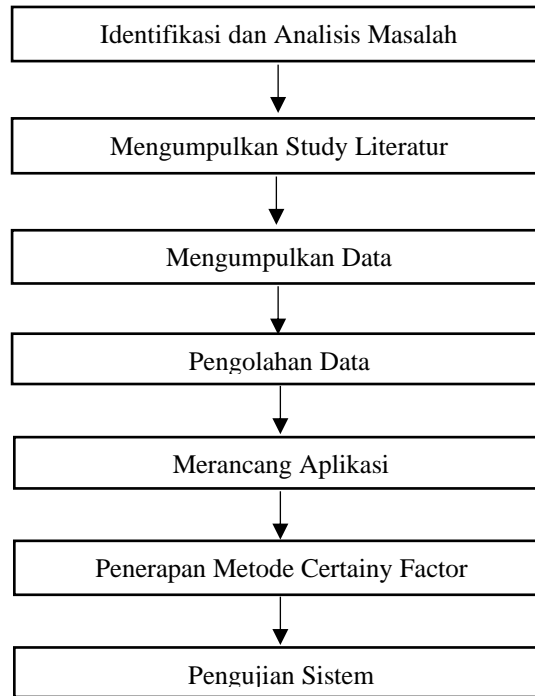 Identifikasi dan Analisis Masalah
Mengumpulkan Study Literatur
Mengumpulkan Data
Pengolahan Data
Merancang Aplikasi
Penerapan Metode Certainy Factor
Pengujian Sistem